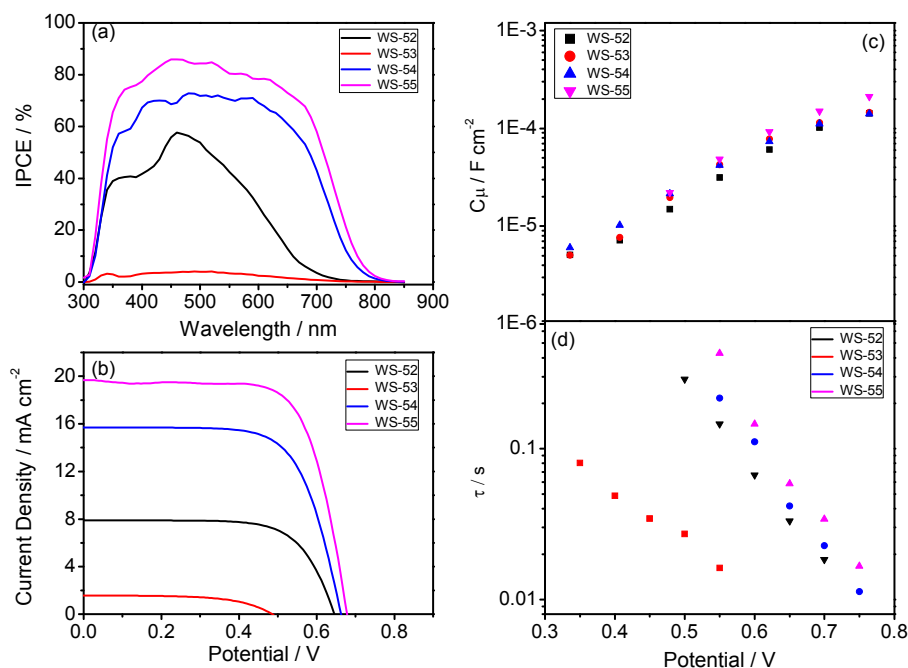 (a)
WS-52
WS-53
WS-54
WS-55
IPCE / %
100
80
60
40
20
0
300 400 500 600 700 800 900
Wavelength / nm
(b)
WS-52
WS-53
WS-54
WS-55
Current Density / mA cm⁻²
20
16
12
8
4
0
0.0 0.2 0.4 0.6 0.8
Potential / V
(c)
WS-52
WS-53
WS-54
WS-55
Cμ / F cm⁻²
1E-3
1E-4
1E-5
1E-6
(d)
WS-52
WS-53
WS-54
WS-55
τ / s
0.1
0.01
0.3 0.4 0.5 0.6 0.7 0.8
Potential / V